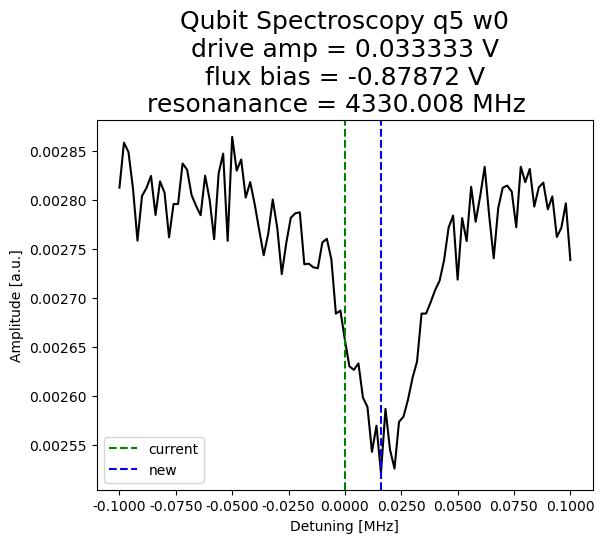 Qubit Spectroscopy q5 w0
drive amp = 0.033333 V
flux bias = -0.87872 V
resonanance = 4330.008 MHz
0.00285
0.00280
0.00275
0.00270
0.00265
0.00260
0.00255
Amplitude [a.u.]
current
new
-0.1000 -0.0750 -0.0500 -0.0250 0.0000 0.0250 0.0500 0.0750 0.1000
Detuning [MHz]